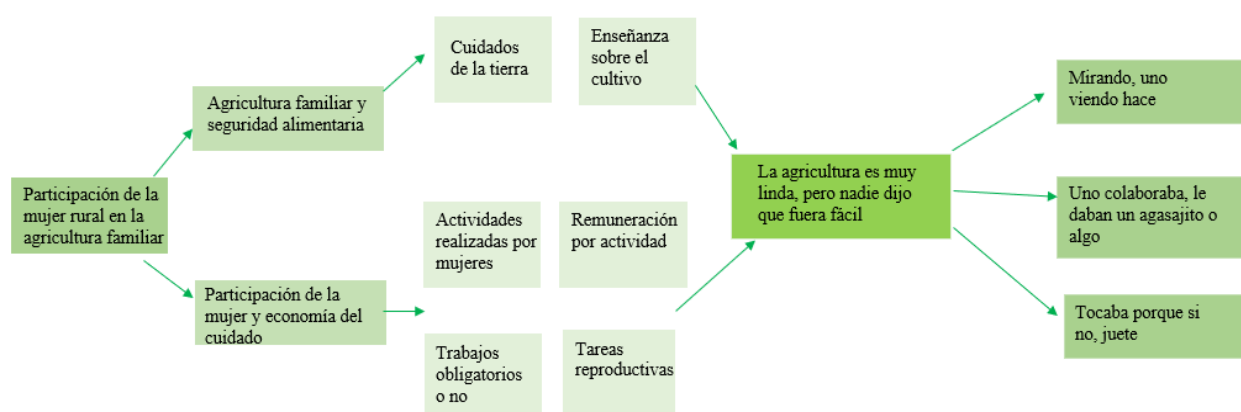 Participación de la
mujer rural en la
agricultura familiar
Agricultura familiar y
seguridad alimentaria
Participación de la
mujer y economía del
cuidado
Cuidados
de la tierra
Enseñanza
sobre el
cultivo
Actividades
realizadas por
mujeres
Remuneración
por actividad
Trabajos
obligatorios
o no
Tareas
reproductivas
La agricultura es muy
linda, pero nadie dijo
que fuera fácil
Mirando, uno
viendo hace
Uno colaboraba, le
daban un agasajito o
algo
Tocaba porque si
no, juete